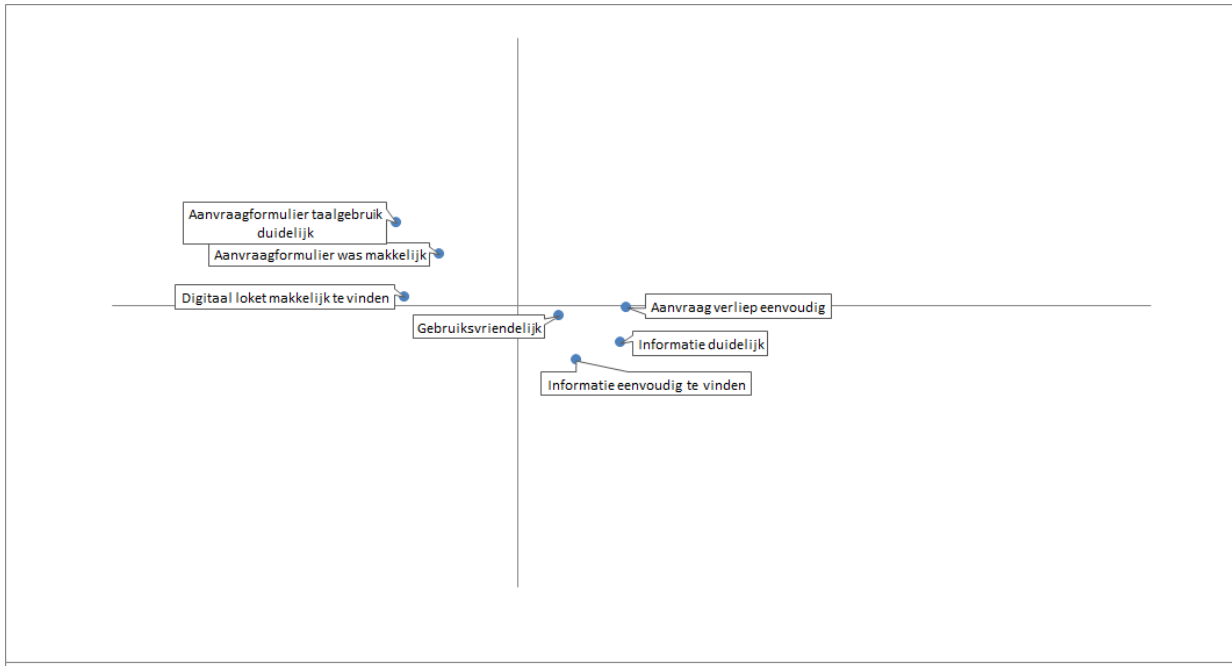 Aanvraagformulier taalgebruik
duidelijk
Aanvraagformulier was makkelijk
Digitaal loket makkelijk te vinden
Aanvraag verliep eenvoudig
Gebruiksvriendelijk
Informatie duidelijk
Informatie eenvoudig te vinden